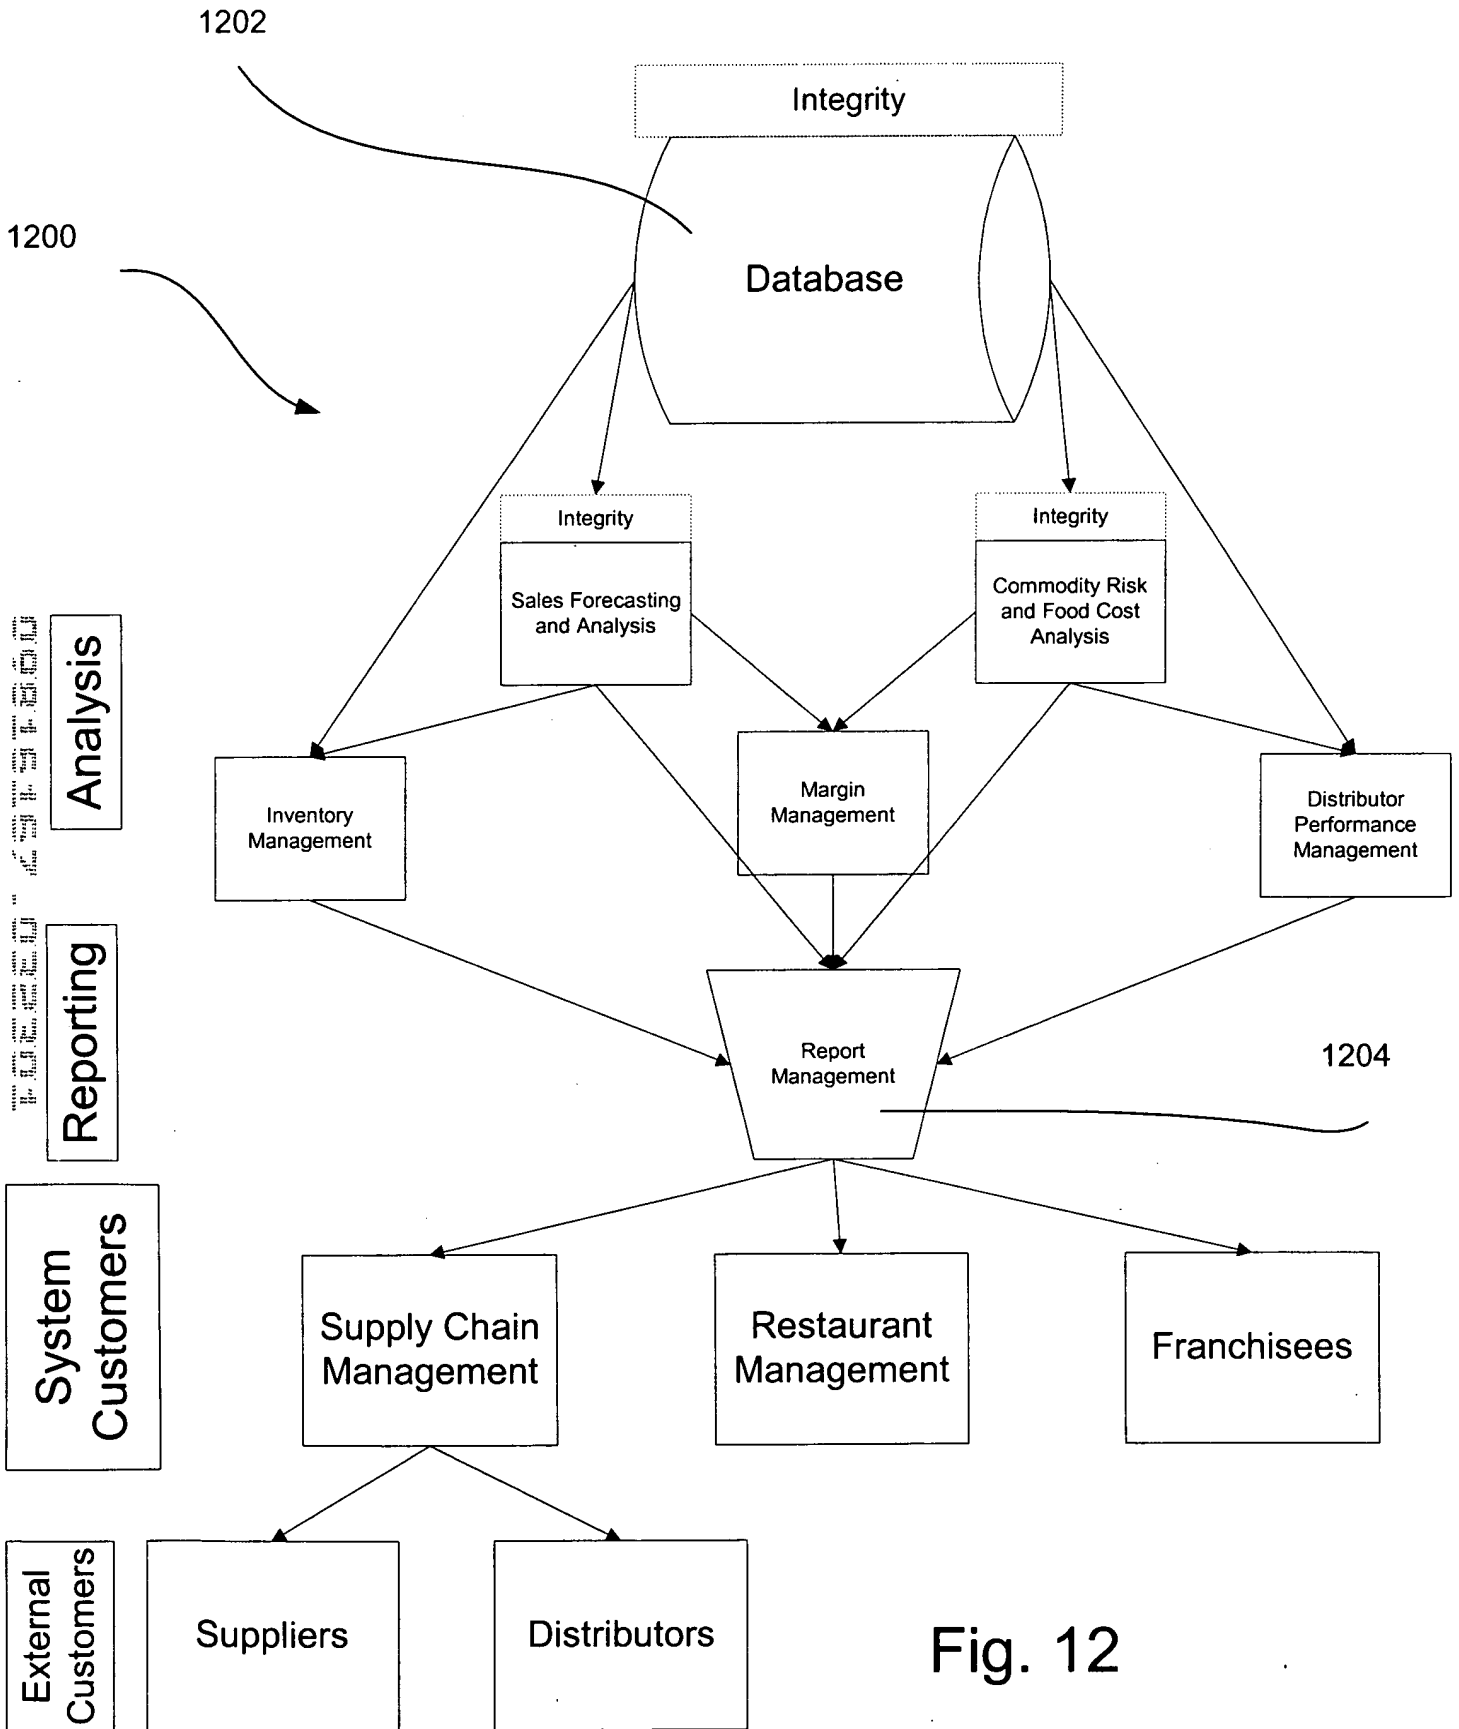 1202
Integrity
1200
Database
Integrity
Integrity
Sales Forecasting
and Analysis
Commodity Risk
and Food Cost
Analysis
Analysis
Inventory
Management
Margin
Management
Distributor
Performance
Management
Reporting
Report
Management
1204
System
Customers
Supply Chain
Management
Restaurant
Management
Franchisees
External
Customers
Suppliers
Distributors
Fig. 12